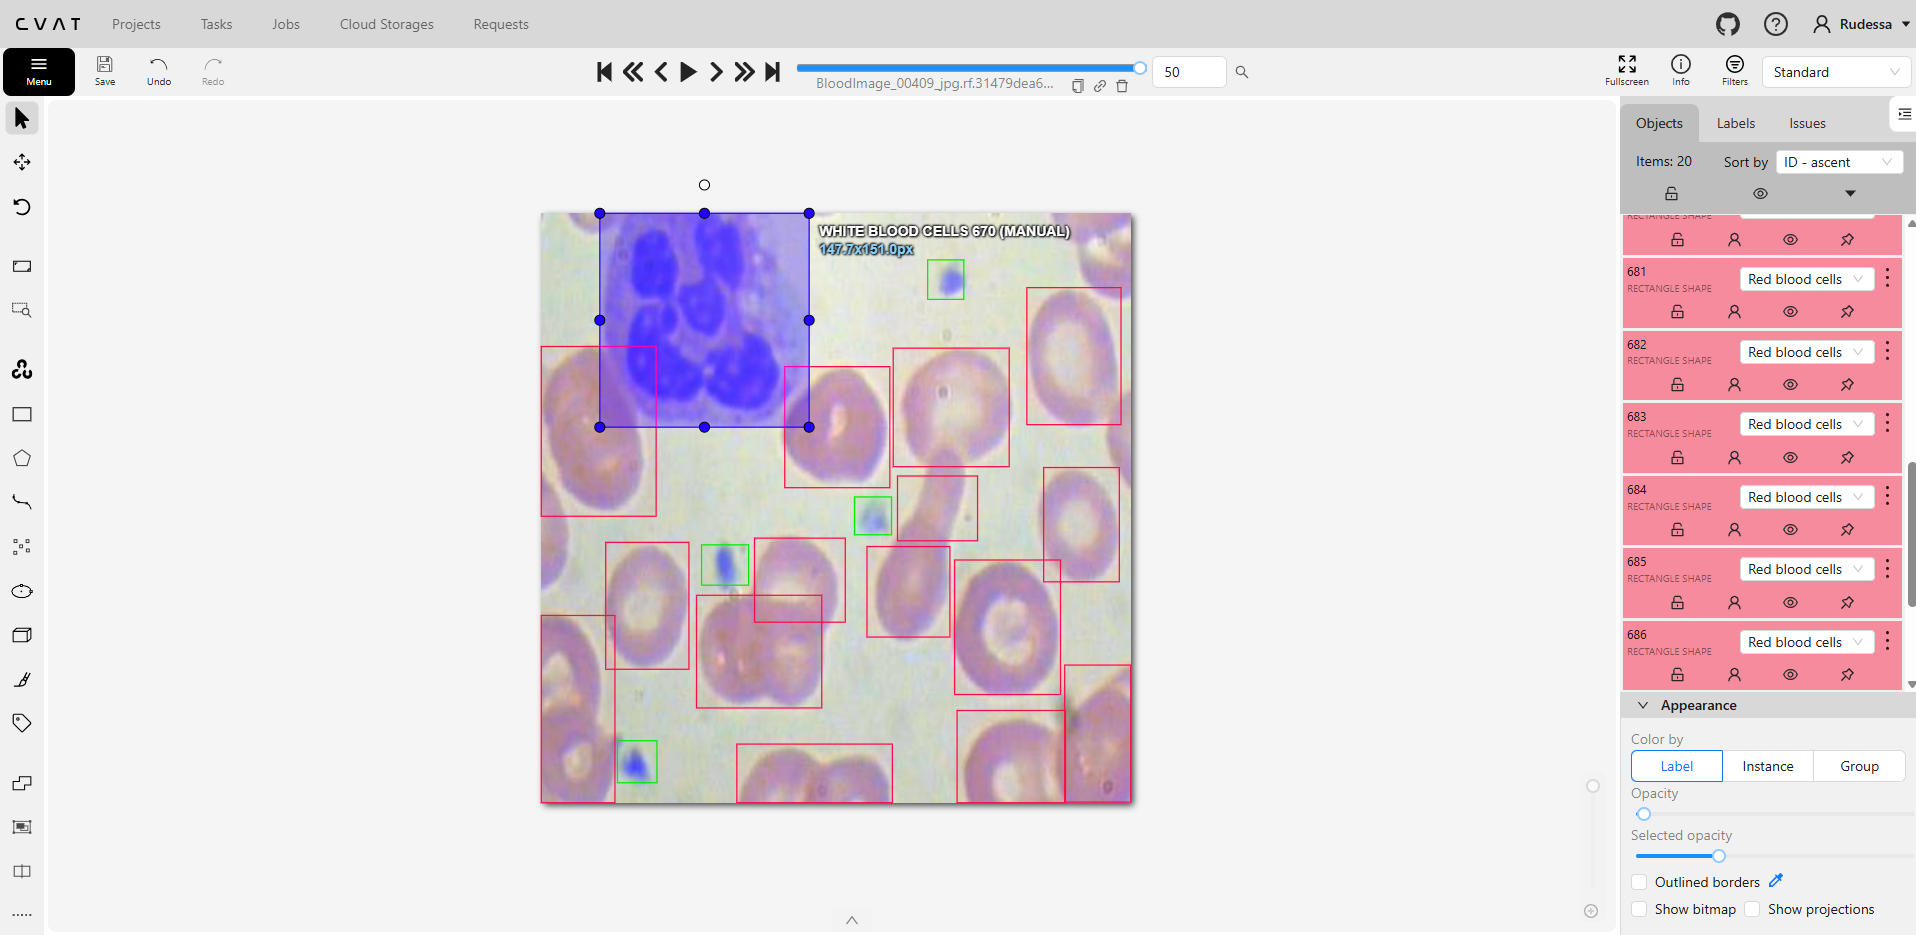 CVAT Projects Tasks Jobs Cloud Storages Requests Rudessa
Menu Save Undo Redo
BloodImage_00409_jpg.rf.31479dea6...
50
Fullscreen Info Filters Standard
Objects Labels Issues
Items: 20 Sort by ID - ascent
RECTANGLE SHAPE
WHITE BLOOD CELLS 670 (MANUAL)
147.7x151.0px
681 Red blood cells
RECTANGLE SHAPE
682 Red blood cells
RECTANGLE SHAPE
683 Red blood cells
RECTANGLE SHAPE
684 Red blood cells
RECTANGLE SHAPE
685 Red blood cells
RECTANGLE SHAPE
686 Red blood cells
RECTANGLE SHAPE
Appearance
Color by
Label Instance Group
Opacity
Selected opacity
Outlined borders
Show bitmap Show projections